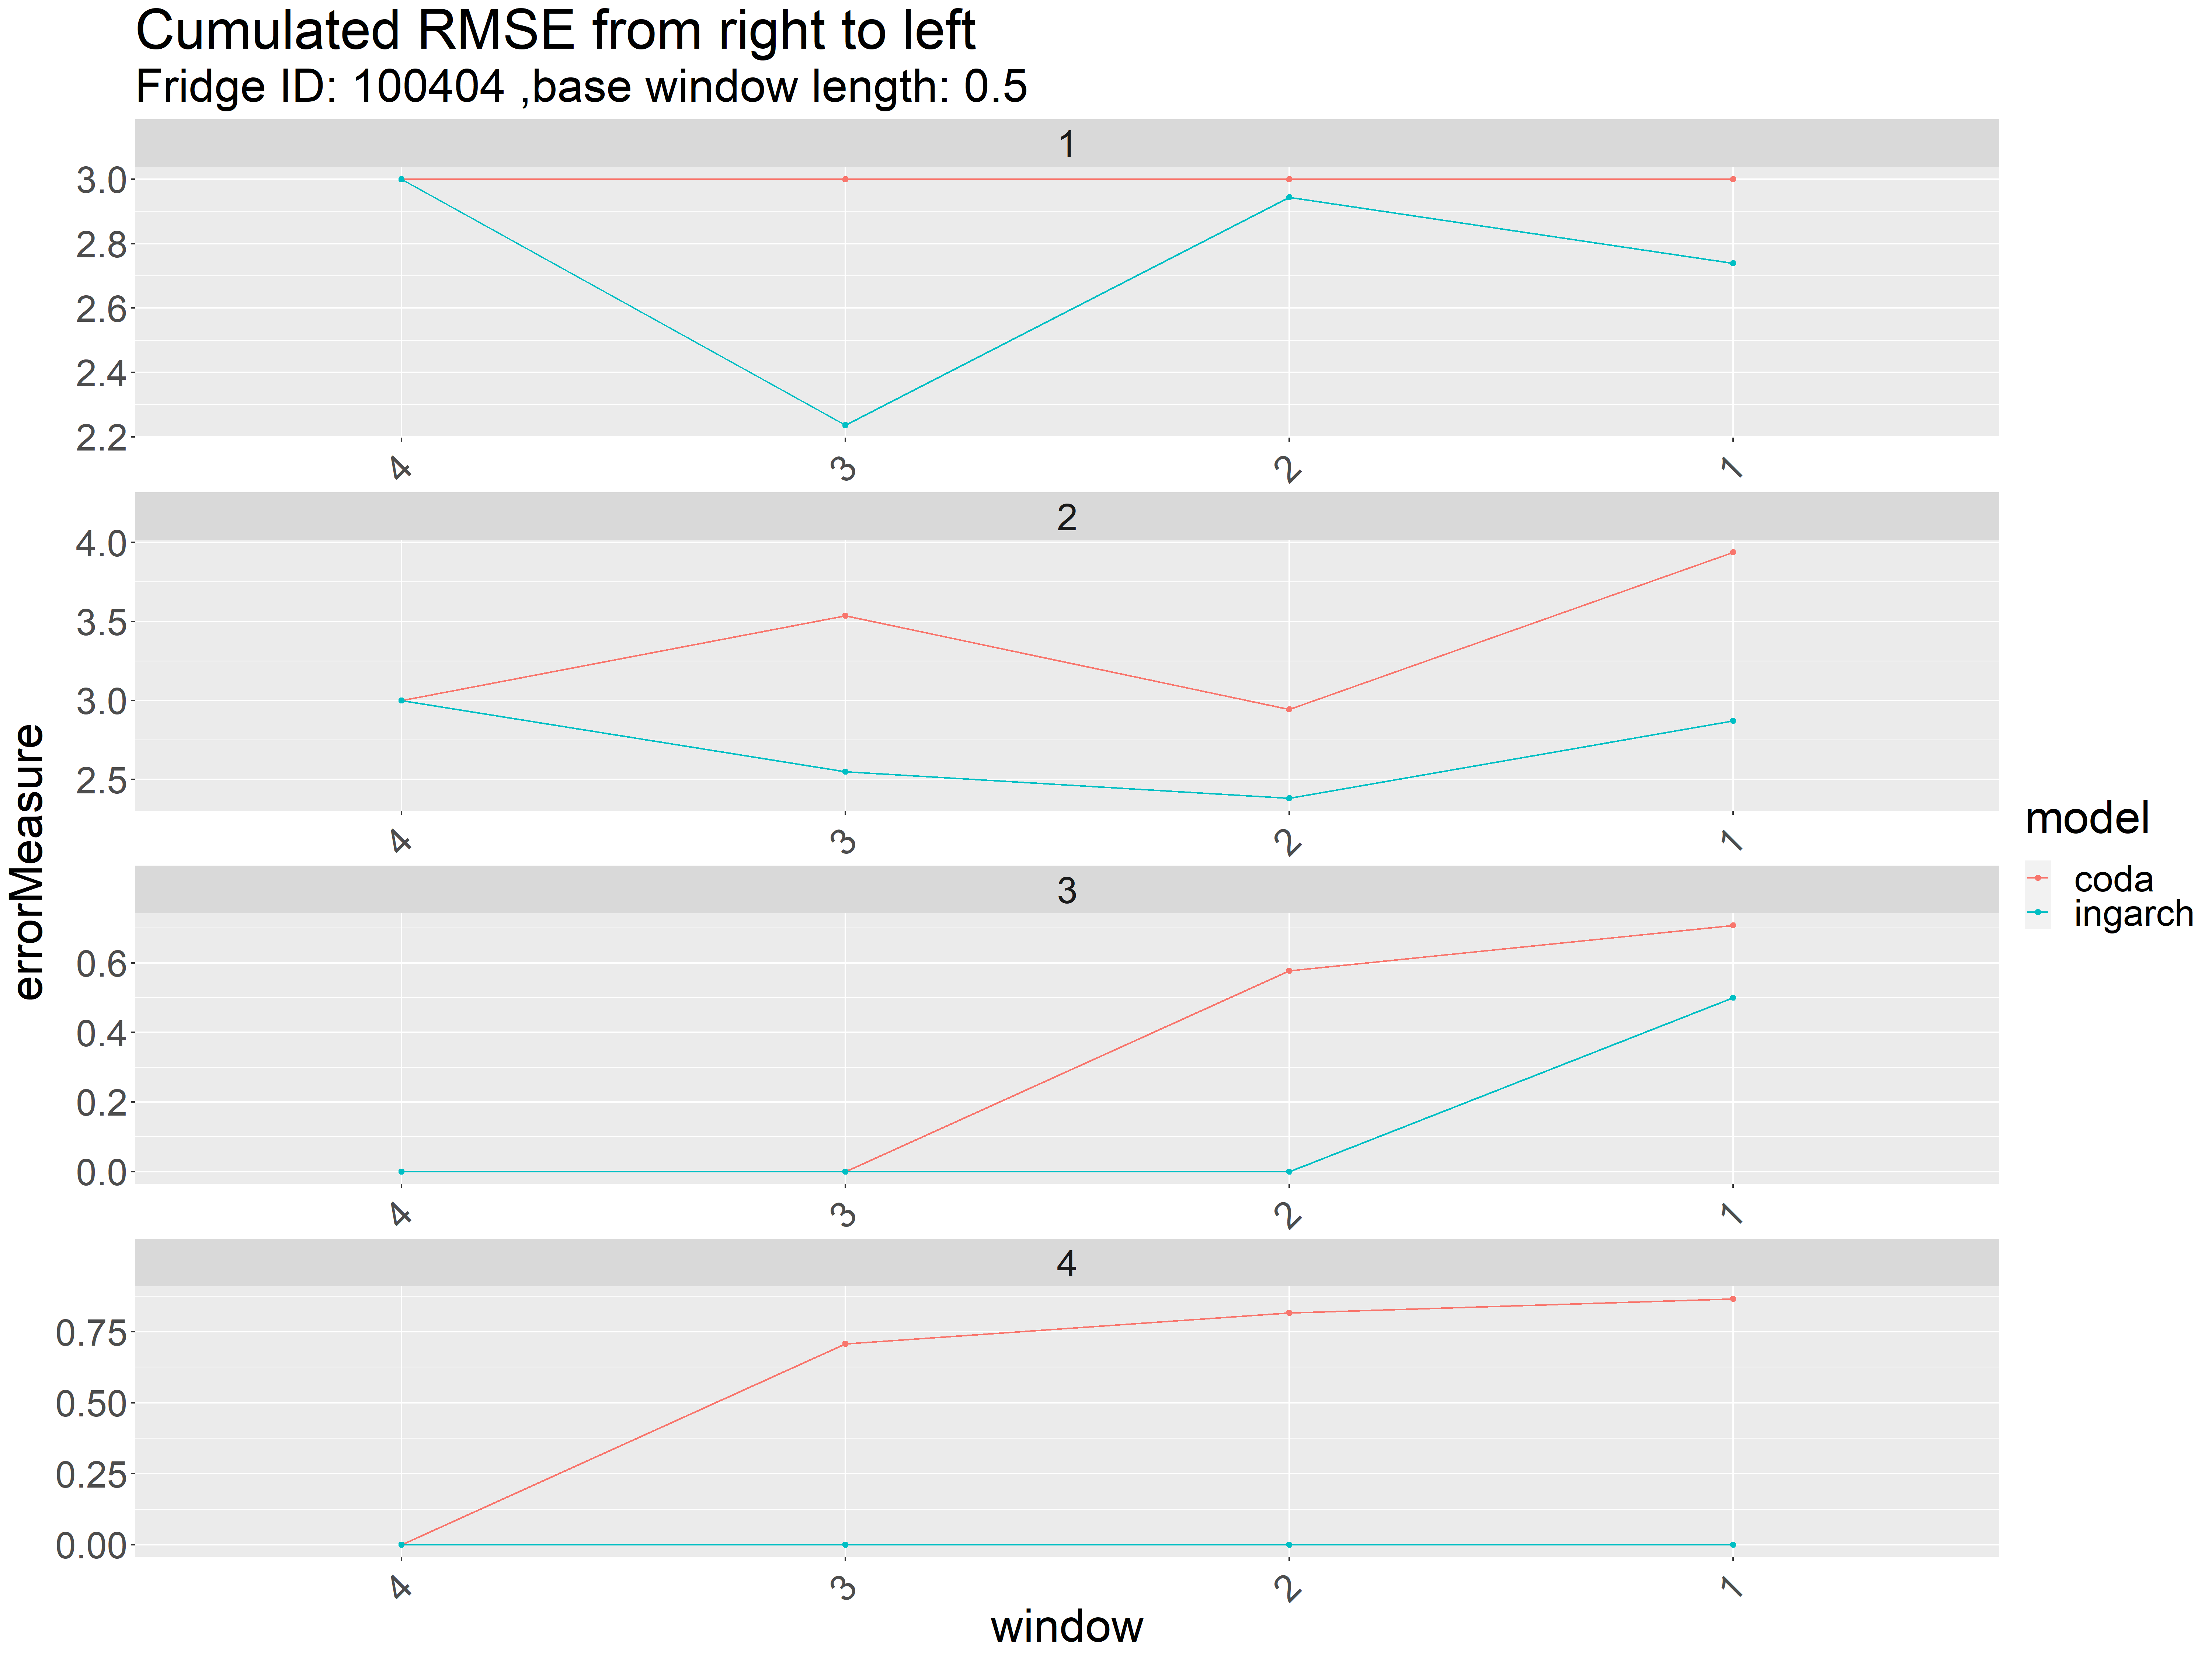 Cumulated RMSE from right to left
Fridge ID: 100404 ,base window length: 0.5
1
3.0
2.8
2.6
2.4
2.2
4 3 2 1
2
4.0
3.5
3.0
2.5
4 3 2 1
3
0.6
0.4
0.2
0.0
4 3 2 1
4
0.75
0.50
0.25
0.00
4 3 2 1
window
errorMeasure
model
coda
ingarch